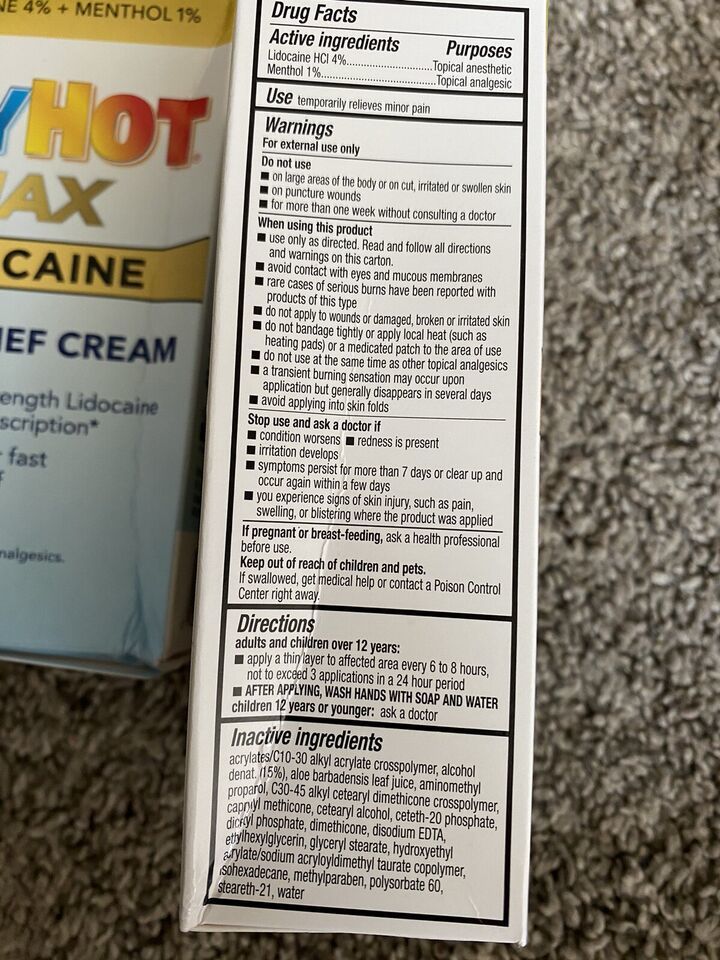 NE 4% + MENTHOL 1%
HOT
MAX
CAINE
IEF CREAM
ength Lidocaine
scription*
fast
nalgesics.
Drug Facts
Active ingredients Purposes
Lidocaine HCl 4%..............................Topical anesthetic
Menthol 1%........................................Topical analgesic
Use temporarily relieves minor pain
Warnings
For external use only
Do not use
■ on large areas of the body or on cut, irritated or swollen skin
■ on puncture wounds
■ for more than one week without consulting a doctor
When using this product
■ use only as directed. Read and follow all directions
and warnings on this carton.
■ avoid contact with eyes and mucous membranes
■ rare cases of serious burns have been reported with
products of this type
■ do not apply to wounds or damaged, broken or irritated skin
■ do not bandage tightly or apply local heat (such as
heating pads) or a medicated patch to the area of use
■ do not use at the same time as other topical analgesics
■ a transient burning sensation may occur upon
application but generally disappears in several days
■ avoid applying into skin folds
Stop use and ask a doctor if
■ condition worsens ■ redness is present
■ irritation develops
■ symptoms persist for more than 7 days or clear up and
occur again within a few days
■ you experience signs of skin injury, such as pain,
swelling, or blistering where the product was applied
If pregnant or breast-feeding, ask a health professional
before use.
Keep out of reach of children and pets.
If swallowed, get medical help or contact a Poison Control
Center right away.
Directions
adults and children over 12 years:
■ apply a thin layer to affected area every 6 to 8 hours,
not to exceed 3 applications in a 24 hour period
■ AFTER APPLYING, WASH HANDS WITH SOAP AND WATER
children 12 years or younger: ask a doctor
Inactive ingredients
acrylates/C10-30 alkyl acrylate crosspolymer, alcohol
denat. (15%), aloe barbadensis leaf juice, aminomethyl
propanol, C30-45 alkyl cetearyl dimethicone crosspolymer,
caprylyl methicone, cetearyl alcohol, ceteth-20 phosphate,
dicetyl phosphate, dimethicone, disodium EDTA,
ethylhexylglycerin, glyceryl stearate, hydroxyethyl
acrylate/sodium acryloyldimethyl taurate copolymer,
isohexadecane, methylparaben, polysorbate 60,
steareth-21, water